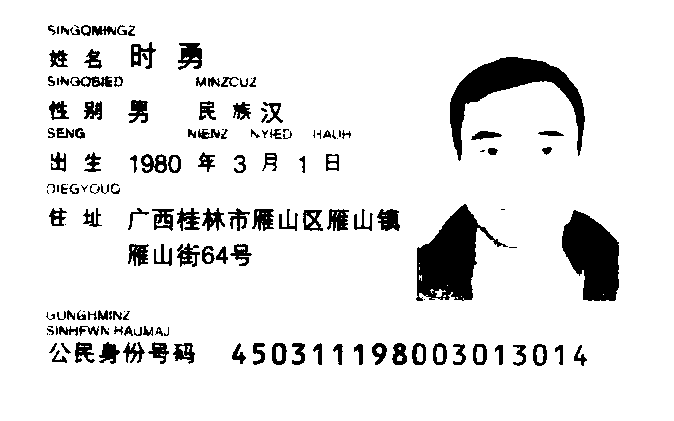 SINGQMINGZ
姓 名 时 勇
SINGQBIED MINZCUZ
性 别 男 民 族 汉
SENG NIENZ NYIED HAUH
出 生 1980 年 3 月 1 日
DIEGYOUQ
住 址 广西桂林市雁山区雁山镇
雁山街64号
GUNGHMINZ
SINHFWN HAUMAJ
公民身份号码 450311198003013014